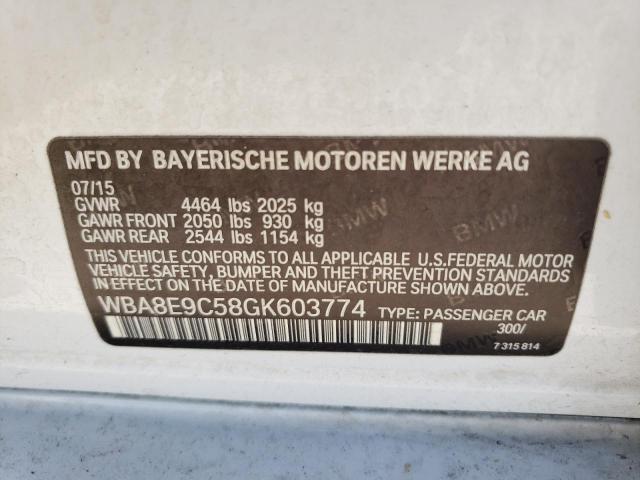 MFD BY BAYERISCHE MOTOREN WERKE AG
07/15
GVWR 4464 lbs 2025 kg
GAWR FRONT 2050 lbs 930 kg
GAWR REAR 2544 lbs 1154 kg
THIS VEHICLE CONFORMS TO ALL APPLICABLE U.S.FEDERAL MOTOR
VEHICLE SAFETY, BUMPER AND THEFT PREVENTION STANDARDS
IN EFFECT ON THE DATE OF MANUFACTURE SHOWN ABOVE.
WBA8E9C58GK603774 TYPE: PASSENGER CAR
300/
7 315 814